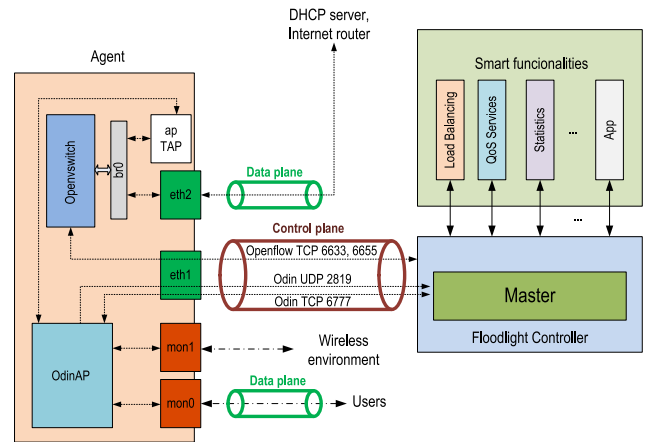 DHCP server,
Internet router
Agent
Smart funcionalities
Load Balancing
QoS Services
Statistics
...
App
ap
TAP
Openvswitch
br0
eth2
Data plane
Control plane
...
Openflow TCP 6633, 6655
eth1
Odin UDP 2819
Odin TCP 6777
Master
Floodlight Controller
OdinAP
mon1
Wireless
environment
Data plane
mon0
Users